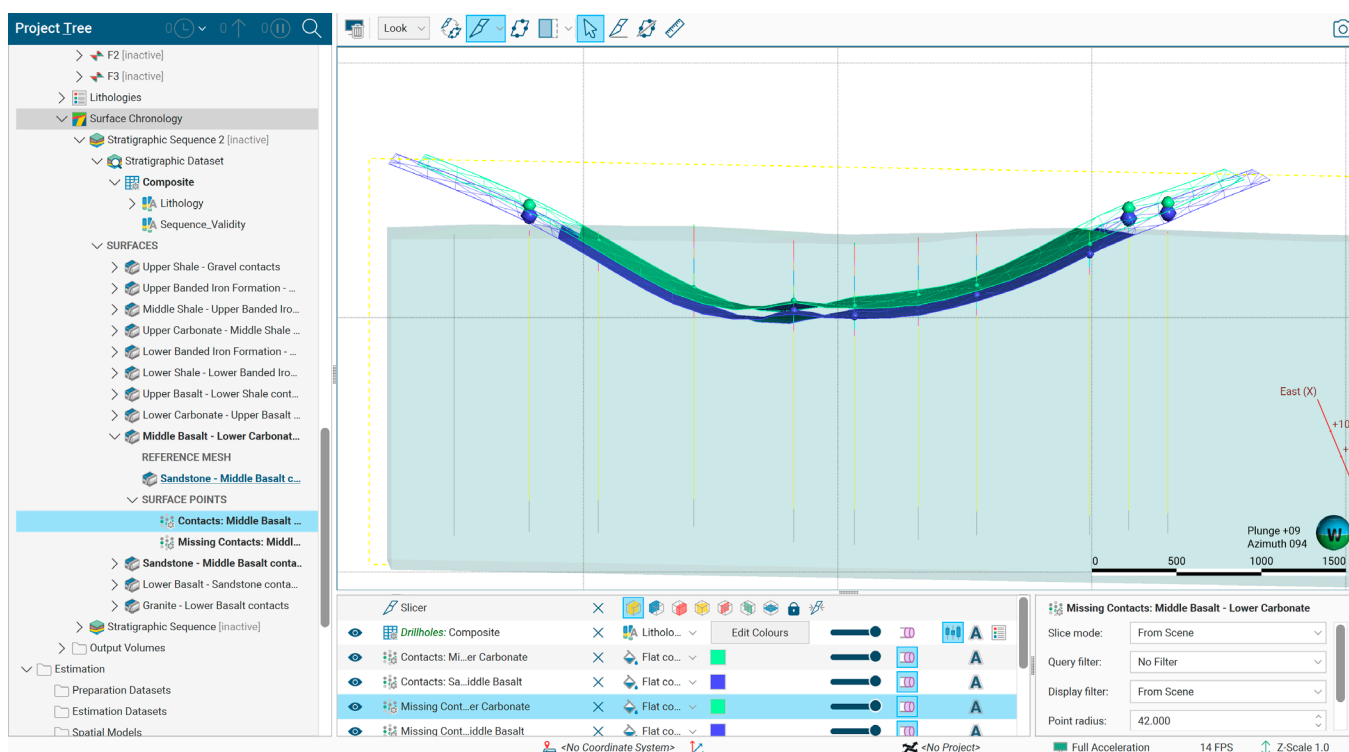 Project Tree
0
0
0
Look
F2 [inactive]
F3 [inactive]
Lithologies
Surface Chronology
Stratigraphic Sequence 2 [inactive]
Stratigraphic Dataset
Composite
Lithology
Sequence_Validity
SURFACES
Upper Shale - Gravel contacts
Upper Banded Iron Formation - ...
Middle Shale - Upper Banded Iro...
Upper Carbonate - Middle Shale ...
Lower Banded Iron Formation - ...
Lower Shale - Lower Banded Iro...
Upper Basalt - Lower Shale cont...
Lower Carbonate - Upper Basalt ...
Middle Basalt - Lower Carbonat...
REFERENCE MESH
Sandstone - Middle Basalt c...
SURFACE POINTS
Contacts: Middle Basalt ...
Missing Contacts: Middl...
Sandstone - Middle Basalt conta..
Lower Basalt - Sandstone conta...
Granite - Lower Basalt contacts
Stratigraphic Sequence [inactive]
Output Volumes
Estimation
Preparation Datasets
Estimation Datasets
Spatial Models
East (X)
+10
+
Plunge +09
Azimuth 094
W
0 500 1000 1500
Slicer
Drillholes: Composite Litholo... Edit Colours A
Contacts: Mi...er Carbonate Flat co... A
Contacts: Sa...iddle Basalt Flat co... A
Missing Cont...er Carbonate Flat co... A
Missing Cont...iddle Basalt Flat co... A
Missing Contacts: Middle Basalt - Lower Carbonate
Slice mode: From Scene
Query filter: No Filter
Display filter: From Scene
Point radius: 42.000
<No Coordinate System> <No Project> Full Acceleration 14 FPS Z-Scale 1.0